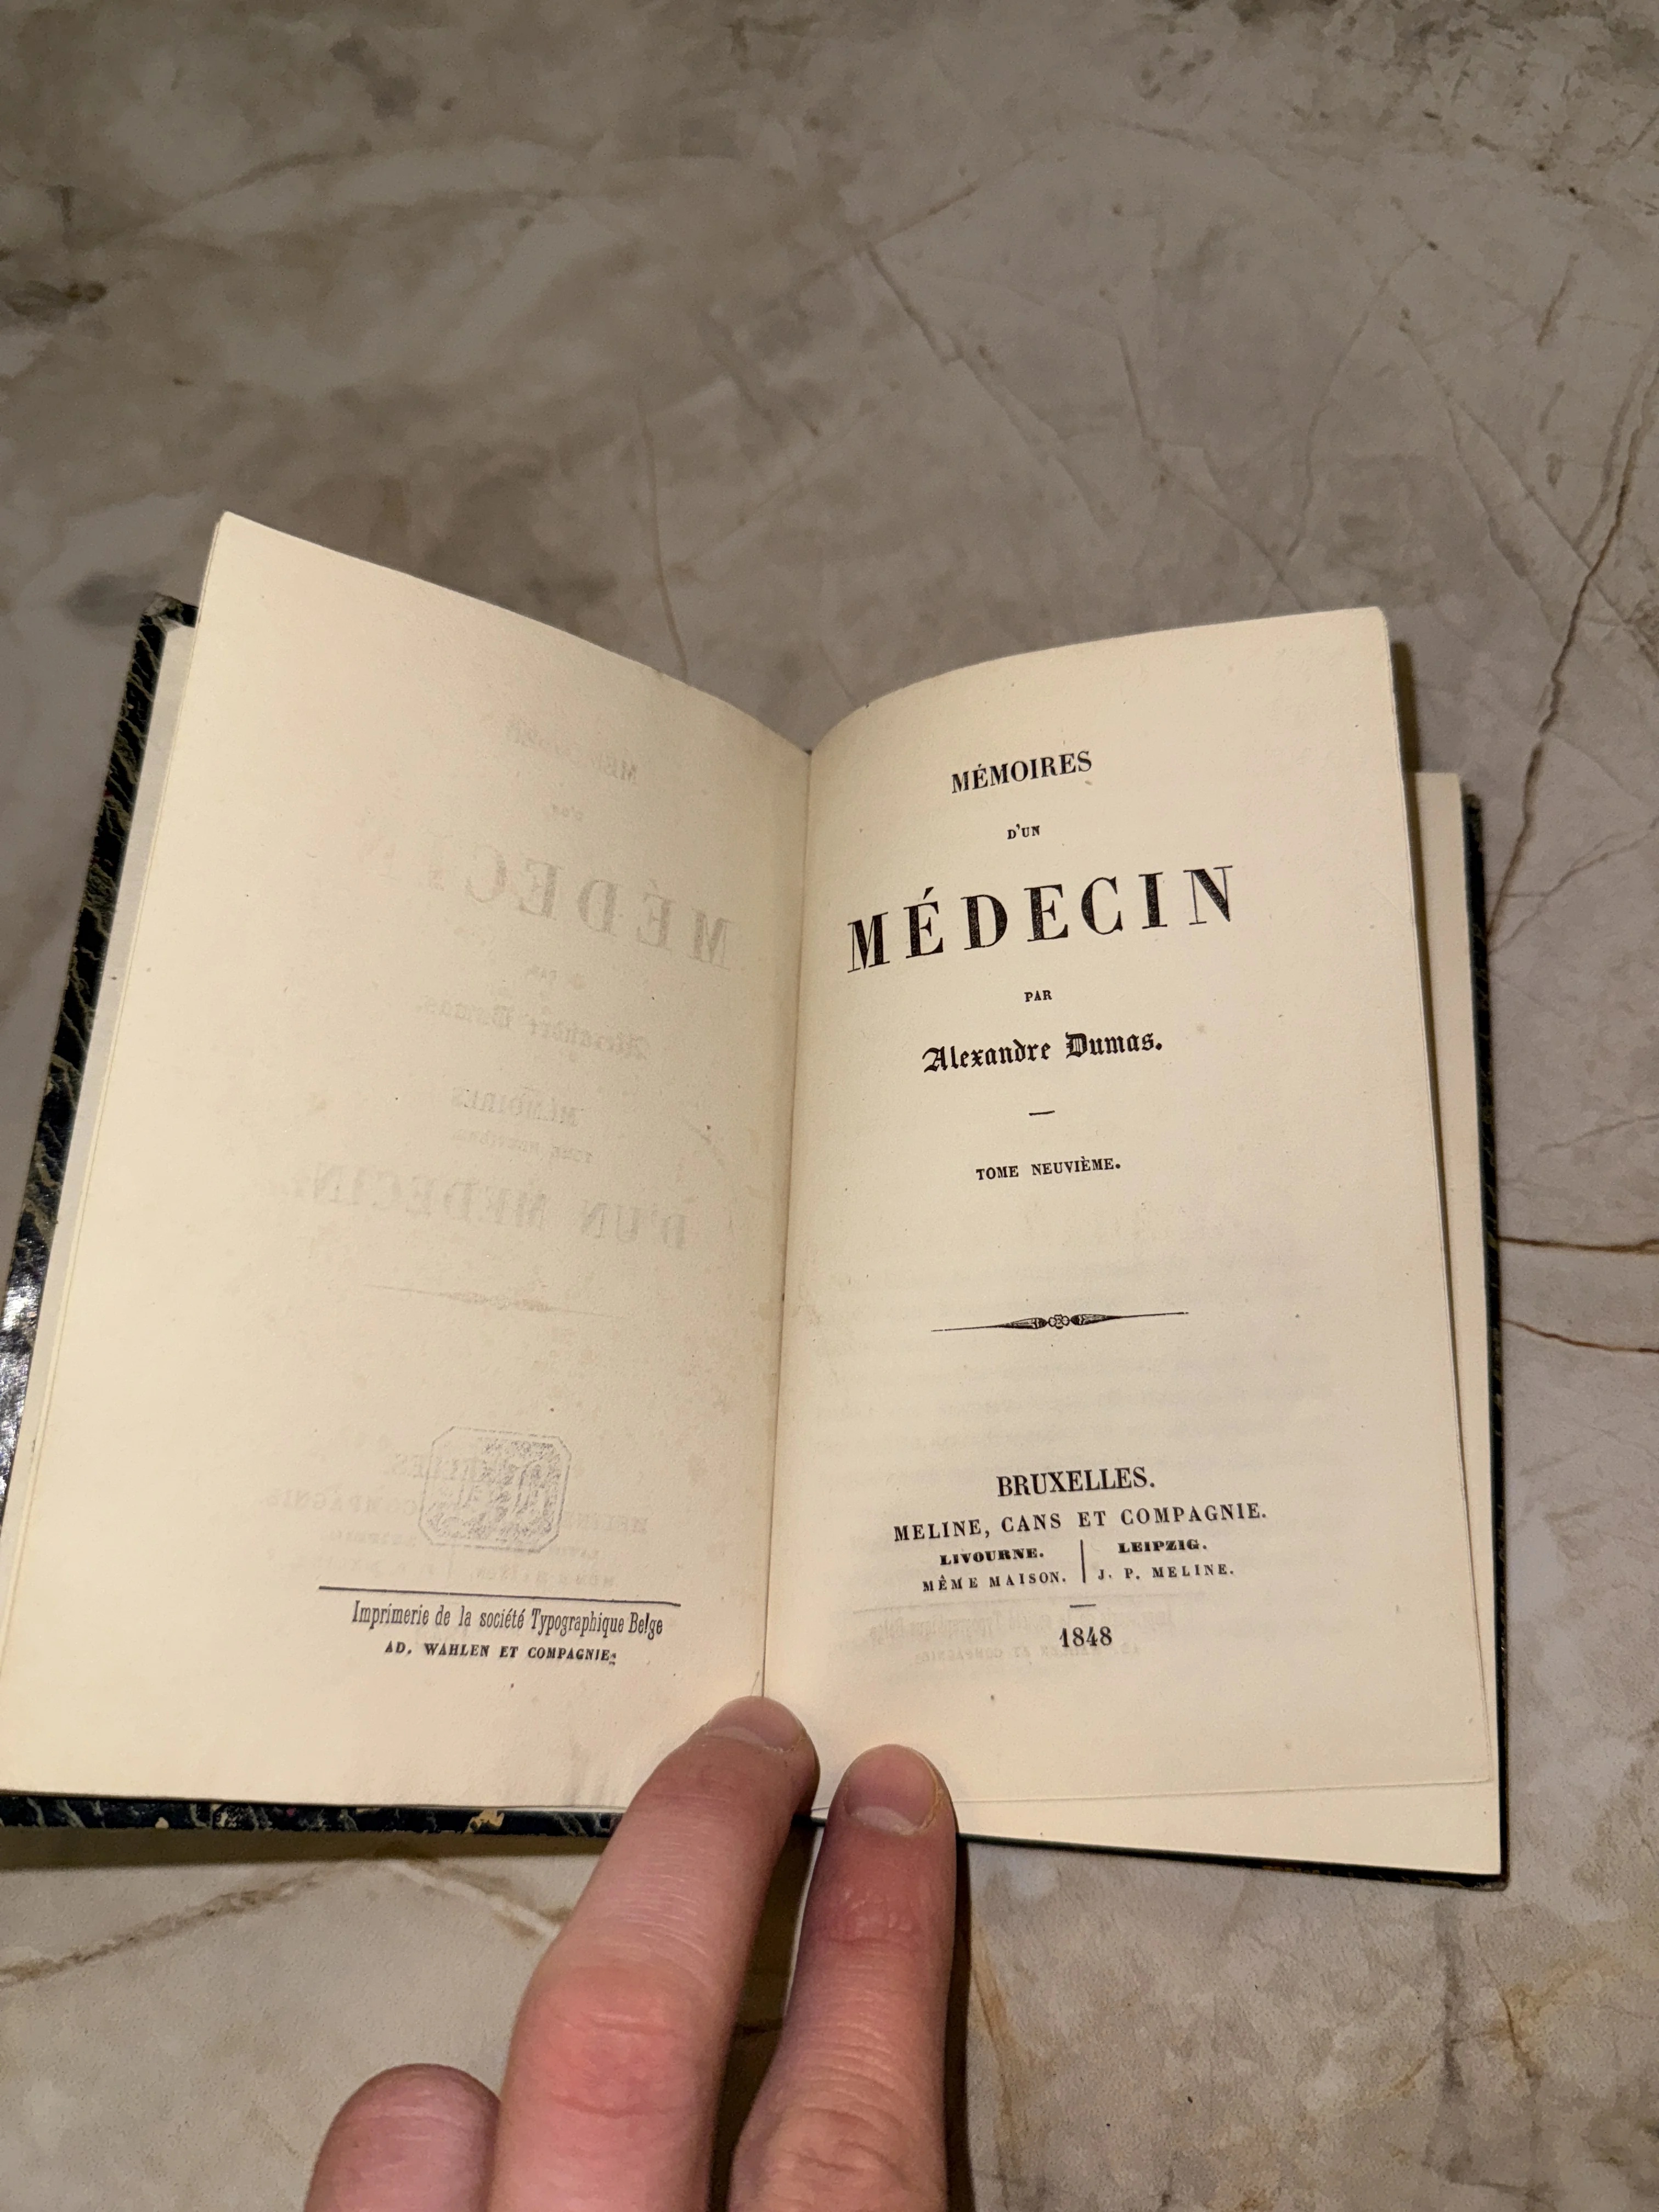 Imprimerie de la société Typographique Belge
AD. WAHLEN ET COMPAGNIE.
MÉMOIRES
D'UN
MÉDECIN
PAR
Alexandre Dumas.
TOME NEUVIÈME.
BRUXELLES.
MELINE, CANS ET COMPAGNIE.
LIVOURNE.
MÊME MAISON.
LEIPZIG.
J. P. MELINE.
1848